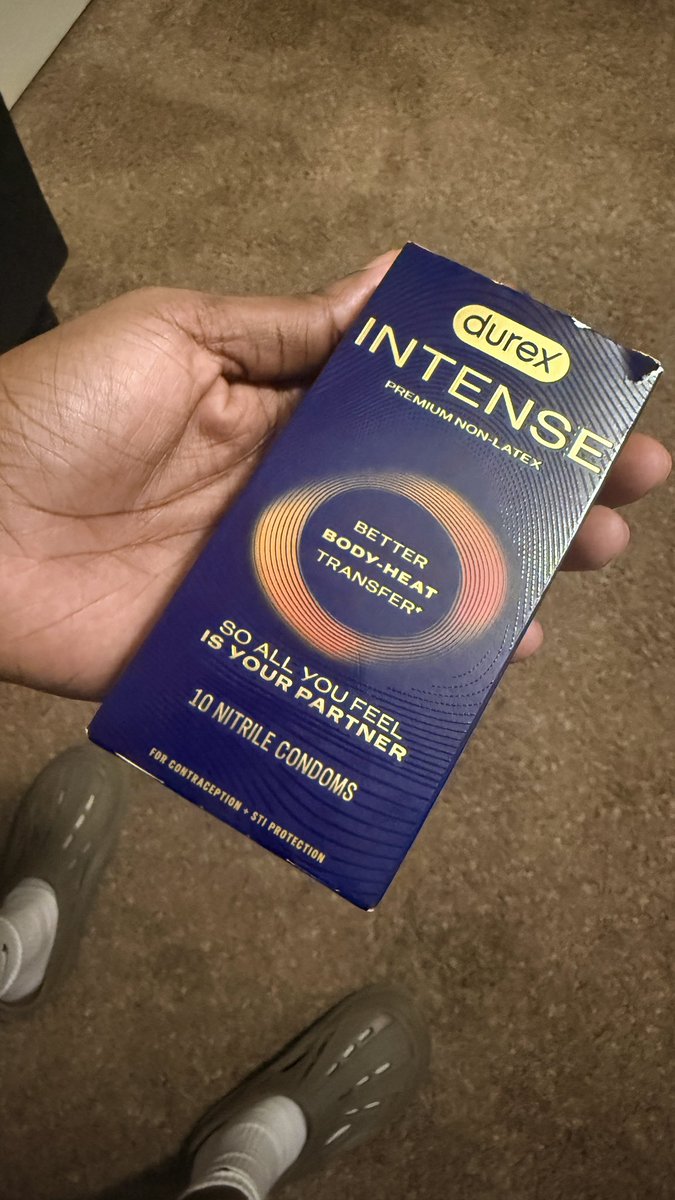 durex
INTENSE
PREMIUM NON-LATEX
BETTER
BODY-HEAT
TRANSFER*
SO ALL YOU FEEL
IS YOUR PARTNER
10 NITRILE CONDOMS
FOR CONTRACEPTION + STI PROTECTION